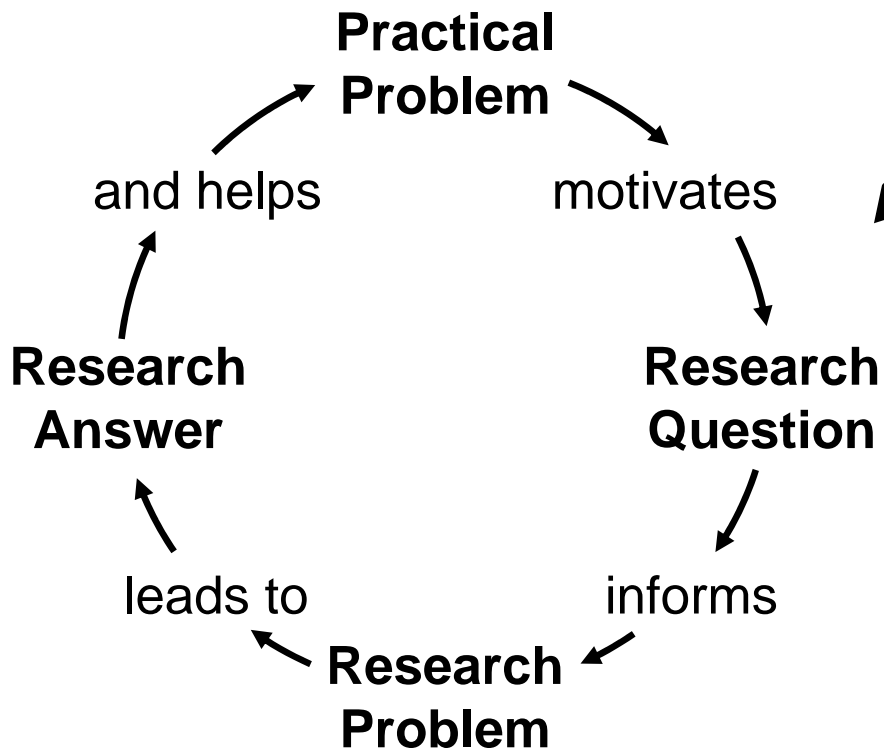 Practical
Problem
motivates
Research
Question
informs
Research
Problem
leads to
Research
Answer
and helps